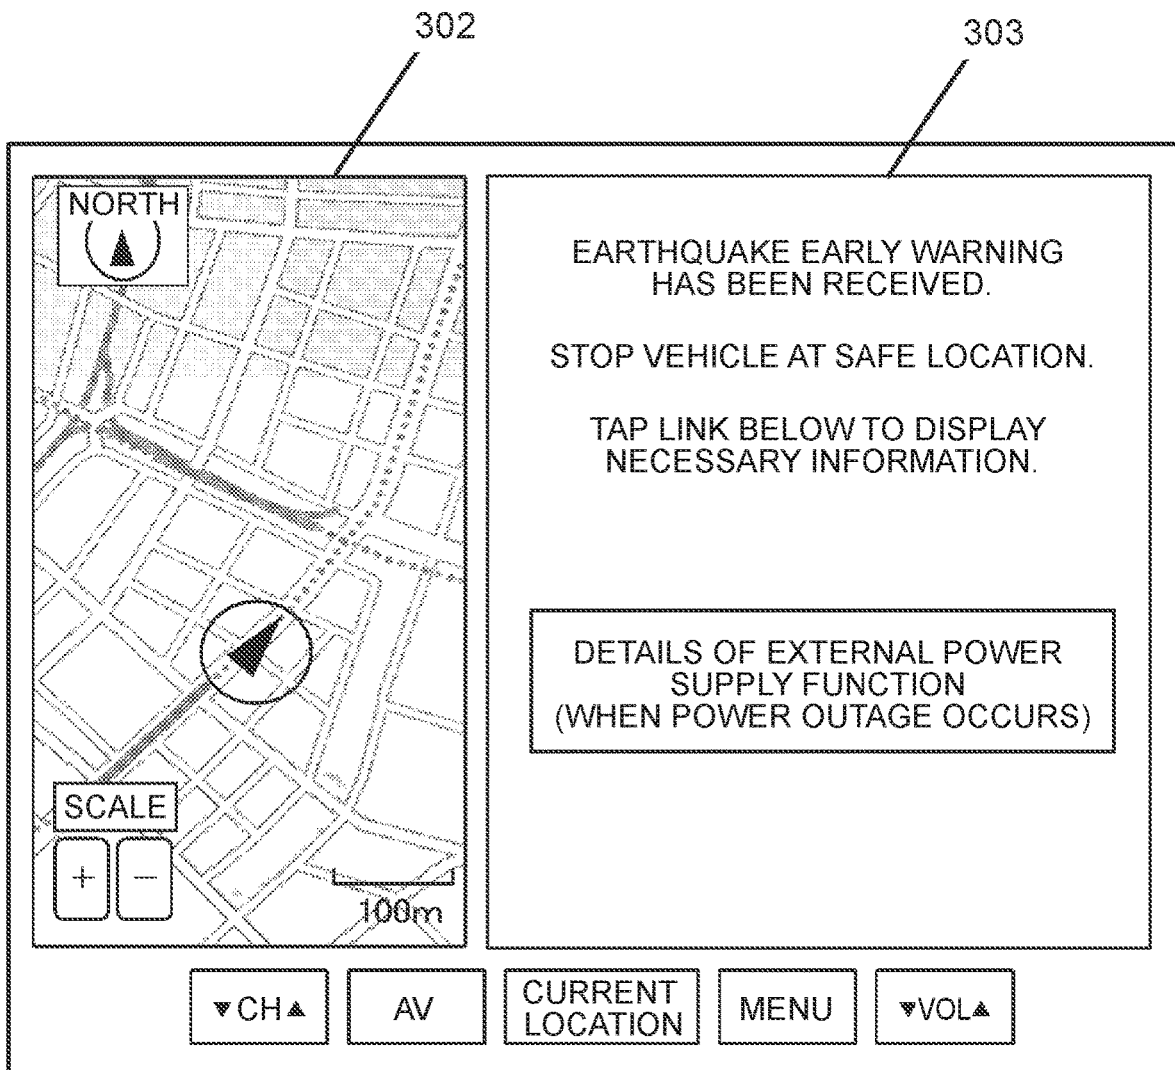 302
303
NORTH
EARTHQUAKE EARLY WARNING
HAS BEEN RECEIVED.
STOP VEHICLE AT SAFE LOCATION.
TAP LINK BELOW TO DISPLAY
NECESSARY INFORMATION.
DETAILS OF EXTERNAL POWER
SUPPLY FUNCTION
(WHEN POWER OUTAGE OCCURS)
SCALE
+ −
100m
▼CH▲
AV
CURRENT
LOCATION
MENU
▼VOL▲